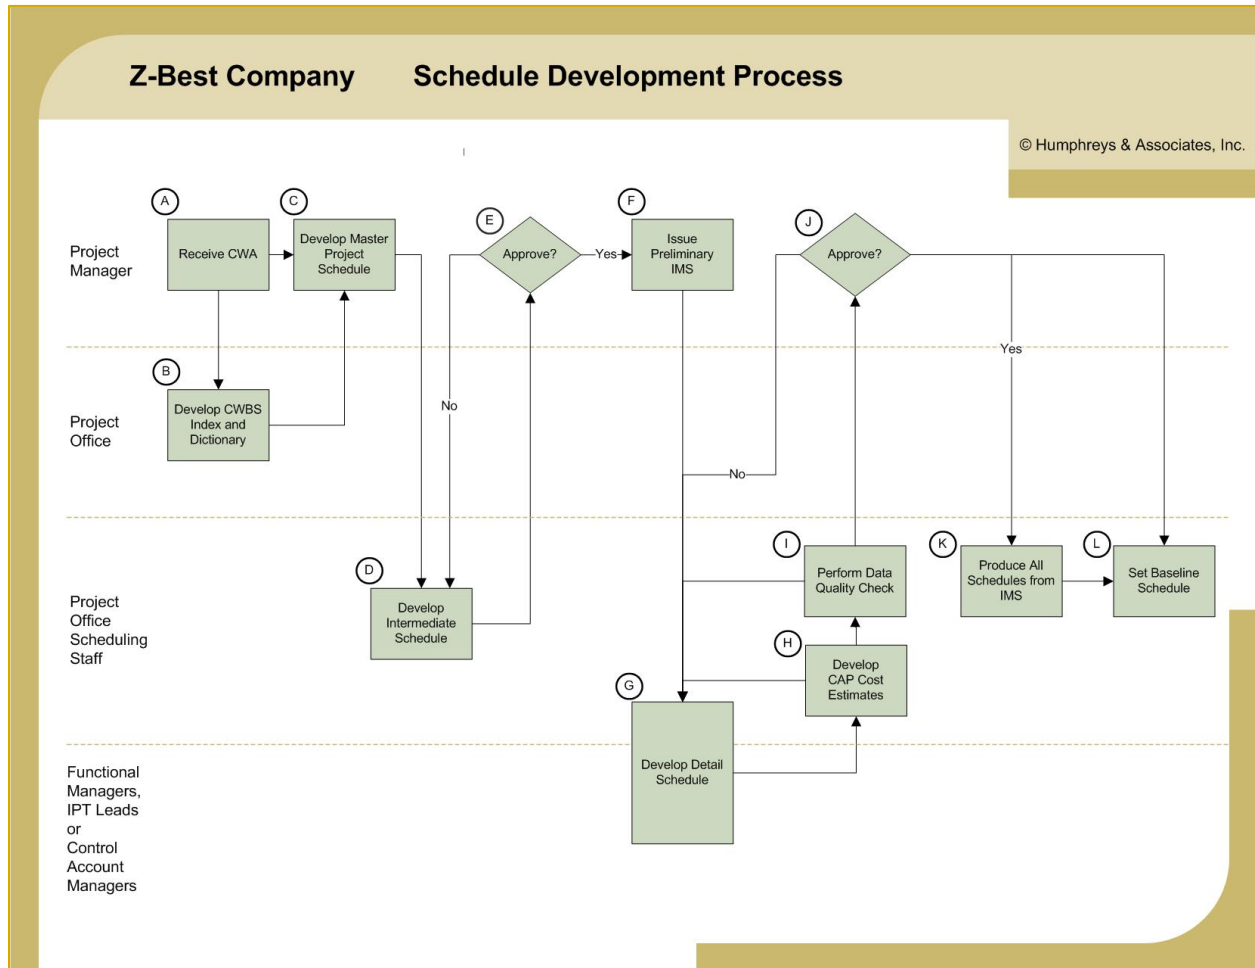 Z-Best Company Schedule Development Process
© Humphreys & Associates, Inc.
A
C
E
F
J
Project
Manager
Receive CWA
Develop Master
Project
Schedule
Approve?
Yes
Issue
Preliminary
IMS
Approve?
B
Yes
Project
Office
Develop CWBS
Index and
Dictionary
No
No
D
I
K
L
Project
Office
Scheduling
Staff
Develop
Intermediate
Schedule
Perform Data
Quality Check
Produce All
Schedules from
IMS
Set Baseline
Schedule
H
Develop
CAP Cost
Estimates
G
Develop Detail
Schedule
Functional
Managers,
IPT Leads
or
Control
Account
Managers